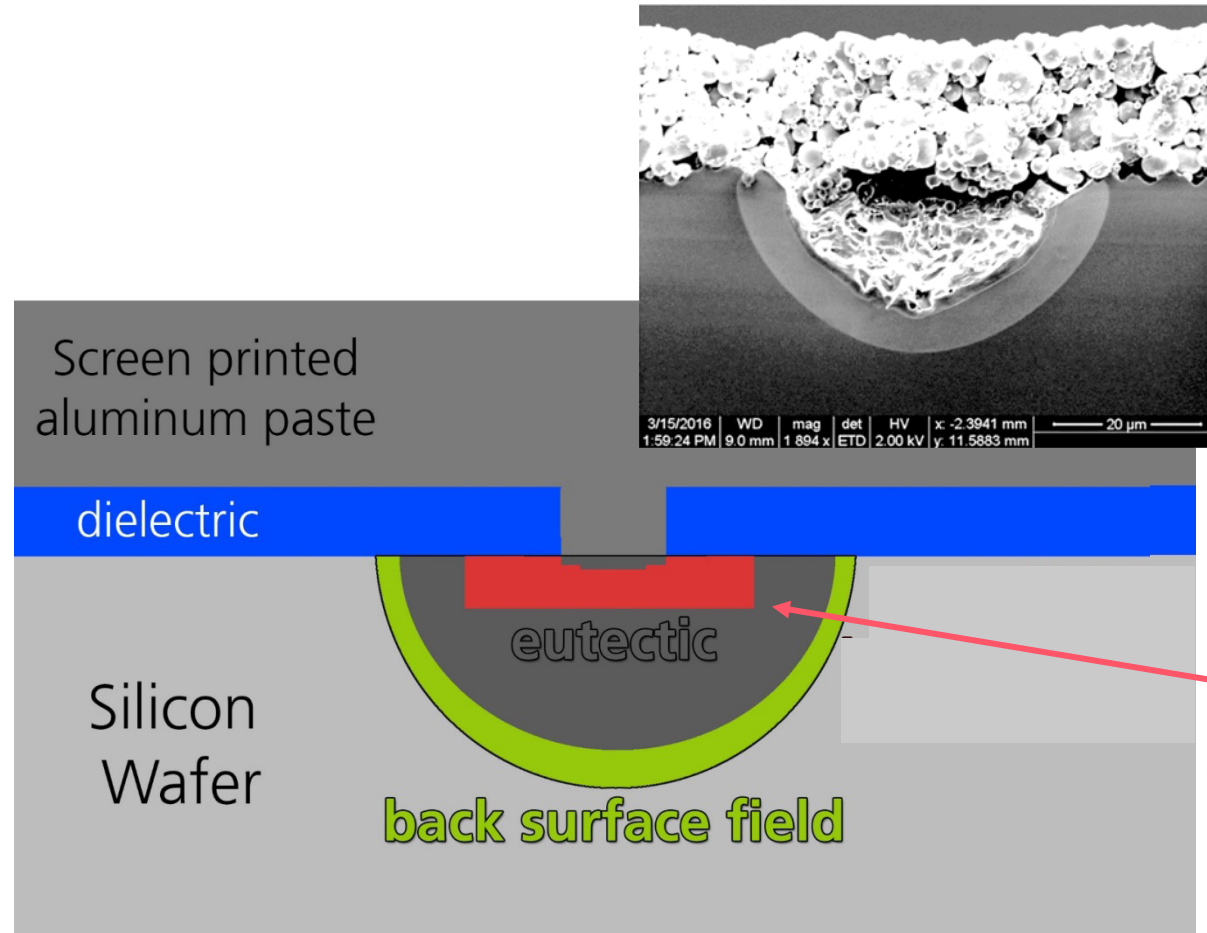 3/15/2016 WD mag det HV x: -2.3941 mm 20 µm
1:59:24 PM 9.0 mm 1 894 x ETD 2.00 kV y: 11.5883 mm
Screen printed
aluminum paste
dielectric
eutectic
Silicon
Wafer
back surface field